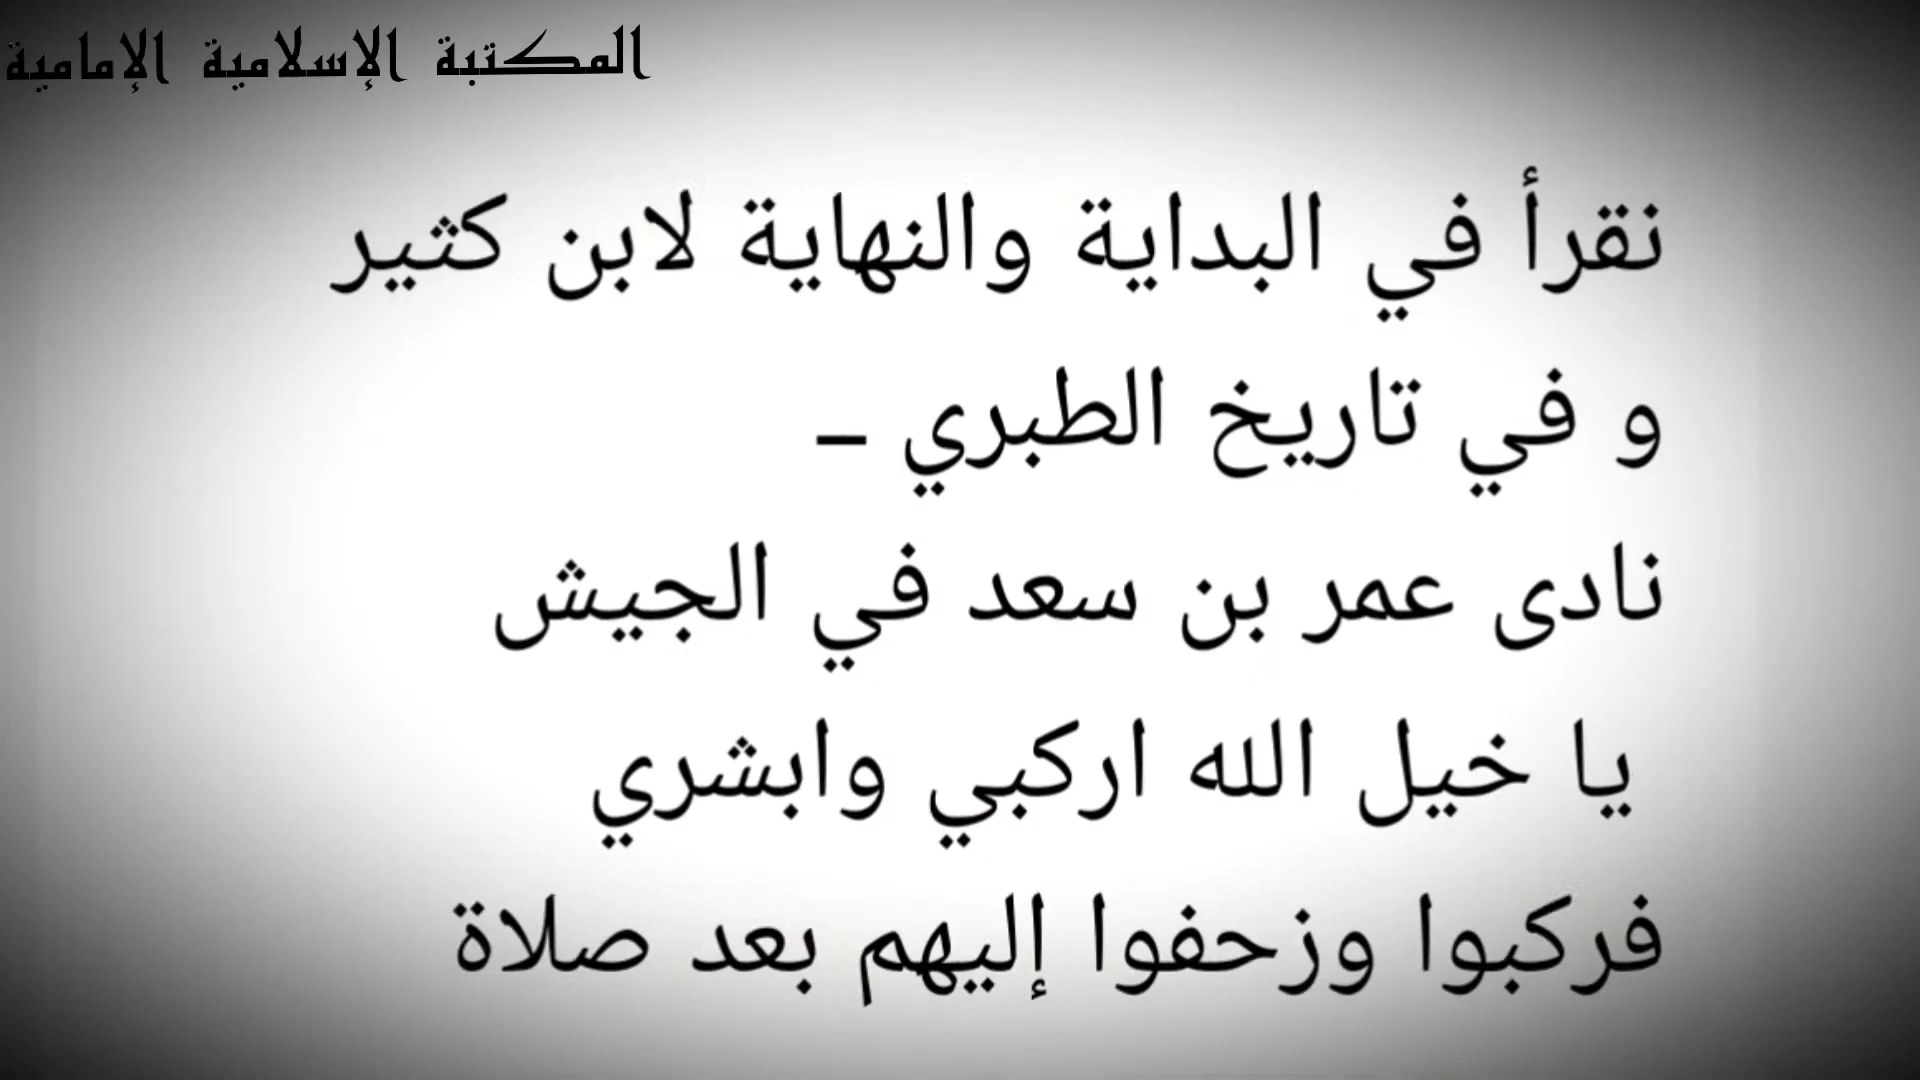 المكتبة الإسلامية الإمامية
نقرأ في البداية والنهاية لابن كثير
و في تاريخ الطبري ــ
نادى عمر بن سعد في الجيش
يا خيل الله اركبي وابشري
فركبوا وزحفوا إليهم بعد صلاة